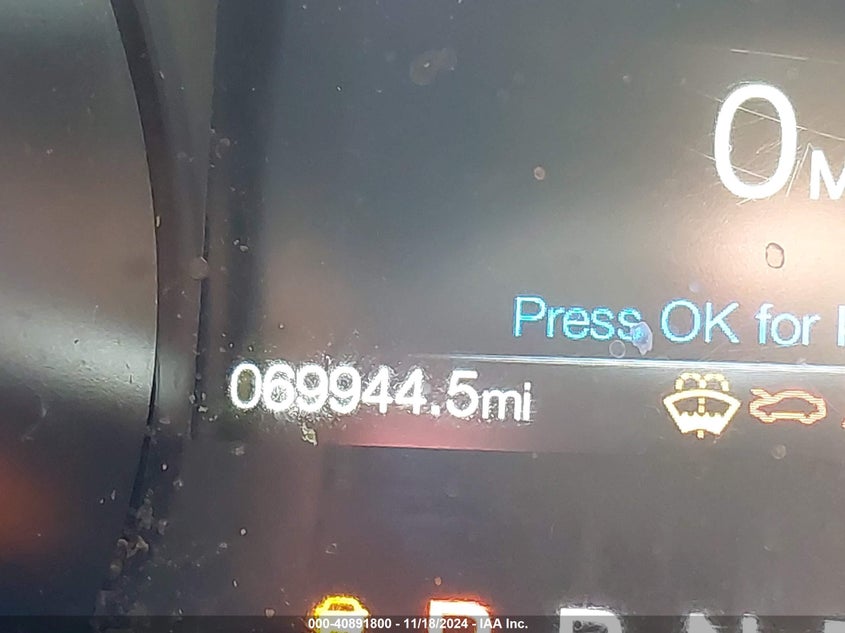 0 M
Press OK for
069944.5mi
P R N
000-40891800 - 11/18/2024 - IAA Inc.